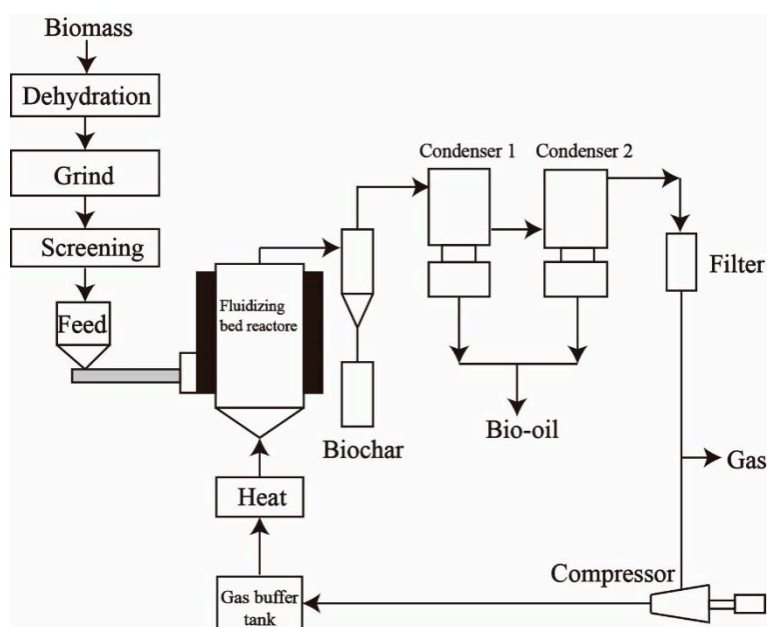 Biomass
Dehydration
Grind
Screening
Feed
Fluidizing
bed reactore
Heat
Gas buffer
tank
Biochar
Condenser 1
Condenser 2
Bio-oil
Filter
Gas
Compressor